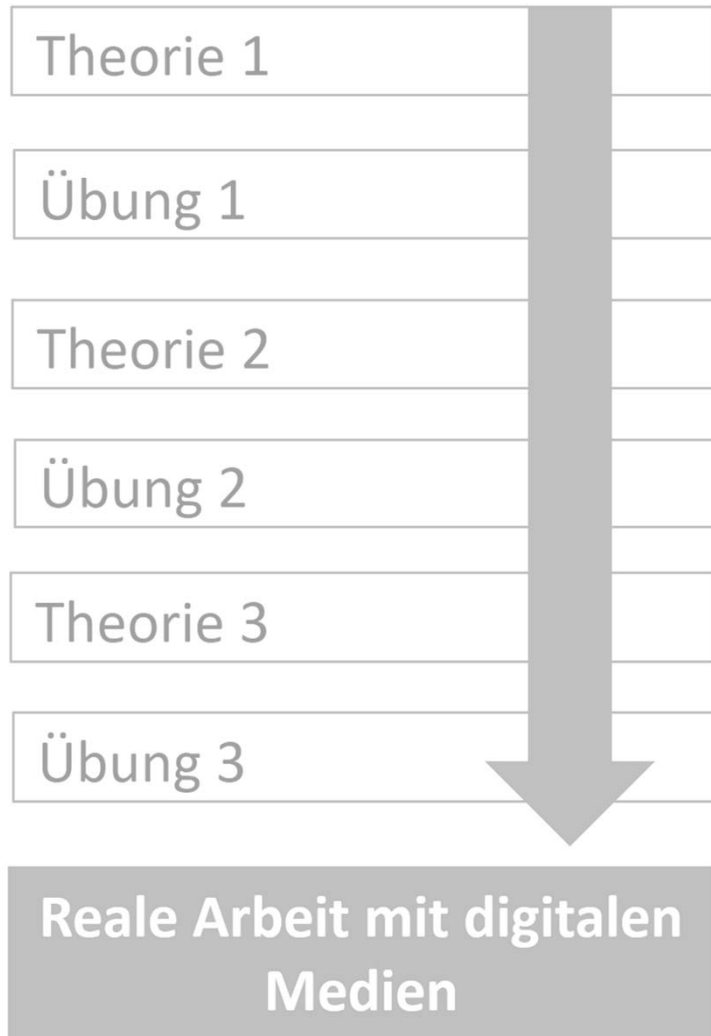 Theorie 1
Übung 1
Theorie 2
Übung 2
Theorie 3
Übung 3
Reale Arbeit mit digitalen
Medien